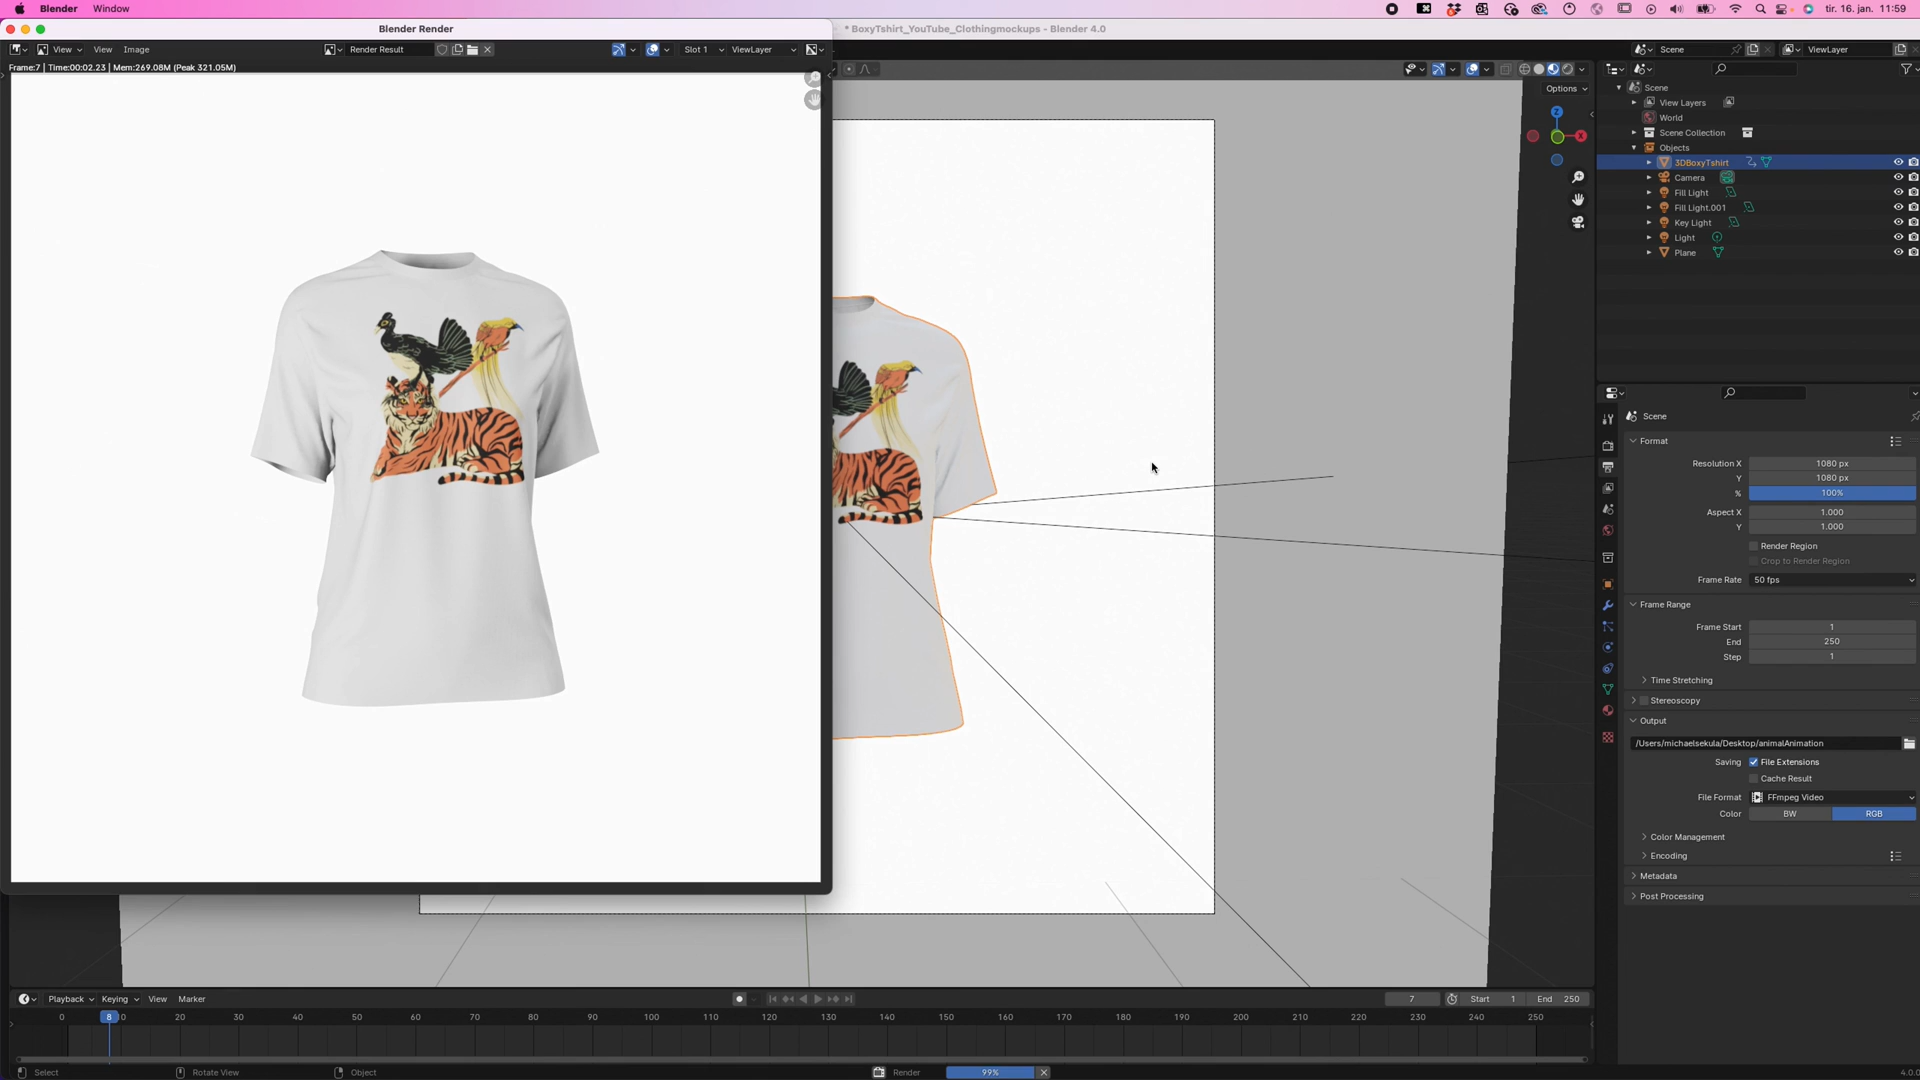 Blender Window
tir. 16. jan. 11:59
Blender Render
* BoxyTshirt_YouTube_Clothingmockups - Blender 4.0
View View Image
Render Result
Slot 1 ViewLayer
Scene
ViewLayer
Frame:7 | Time:00:02.23 | Mem:269.08M (Peak 321.05M)
Options
Z
X
Scene
View Layers
World
Scene Collection
Objects
3DBoxyTshirt
Camera
Fill Light
Fill Light.001
Key Light
Light
Plane
Scene
Format
Resolution X 1080 px
Y 1080 px
% 100%
Aspect X 1.000
Y 1.000
Render Region
Crop to Render Region
Frame Rate 50 fps
Frame Range
Frame Start 1
End 250
Step 1
Time Stretching
Stereoscopy
Output
/Users/michaelsekula/Desktop/animalAnimation
Saving File Extensions
Cache Result
File Format FFmpeg Video
Color BW RGB
Color Management
Encoding
Metadata
Post Processing
Playback Keying View Marker
7 Start 1 End 250
0 8 0 20 30 40 50 60 70 80 90 100 110 120 130 140 150 160 170 180 190 200 210 220 230 240 250
Select Rotate View Object Render 99% 4.0.0